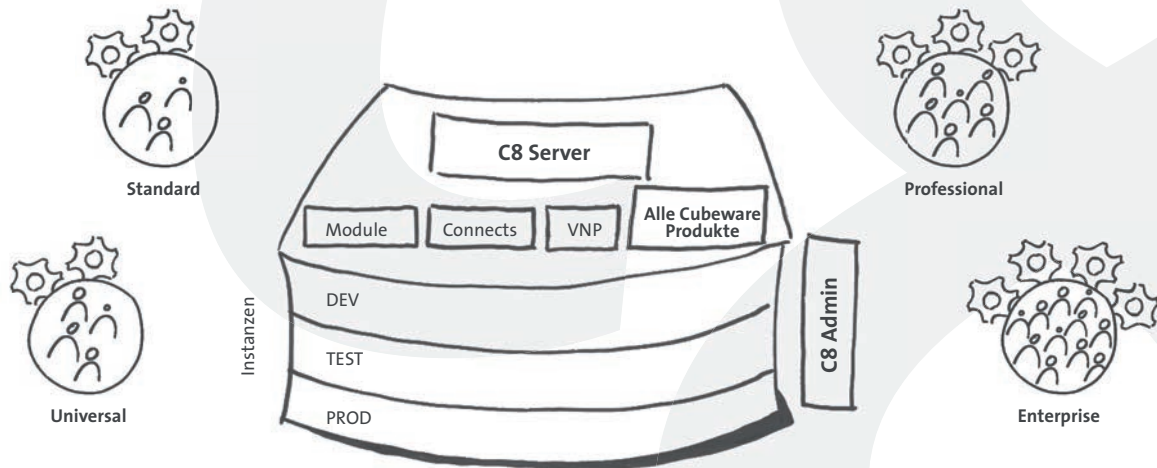 C8 Server
Standard
Professional
Module
Connects
VNP
Alle Cubeware
Produkte
Instanzen
DEV
TEST
PROD
C8 Admin
Universal
Enterprise